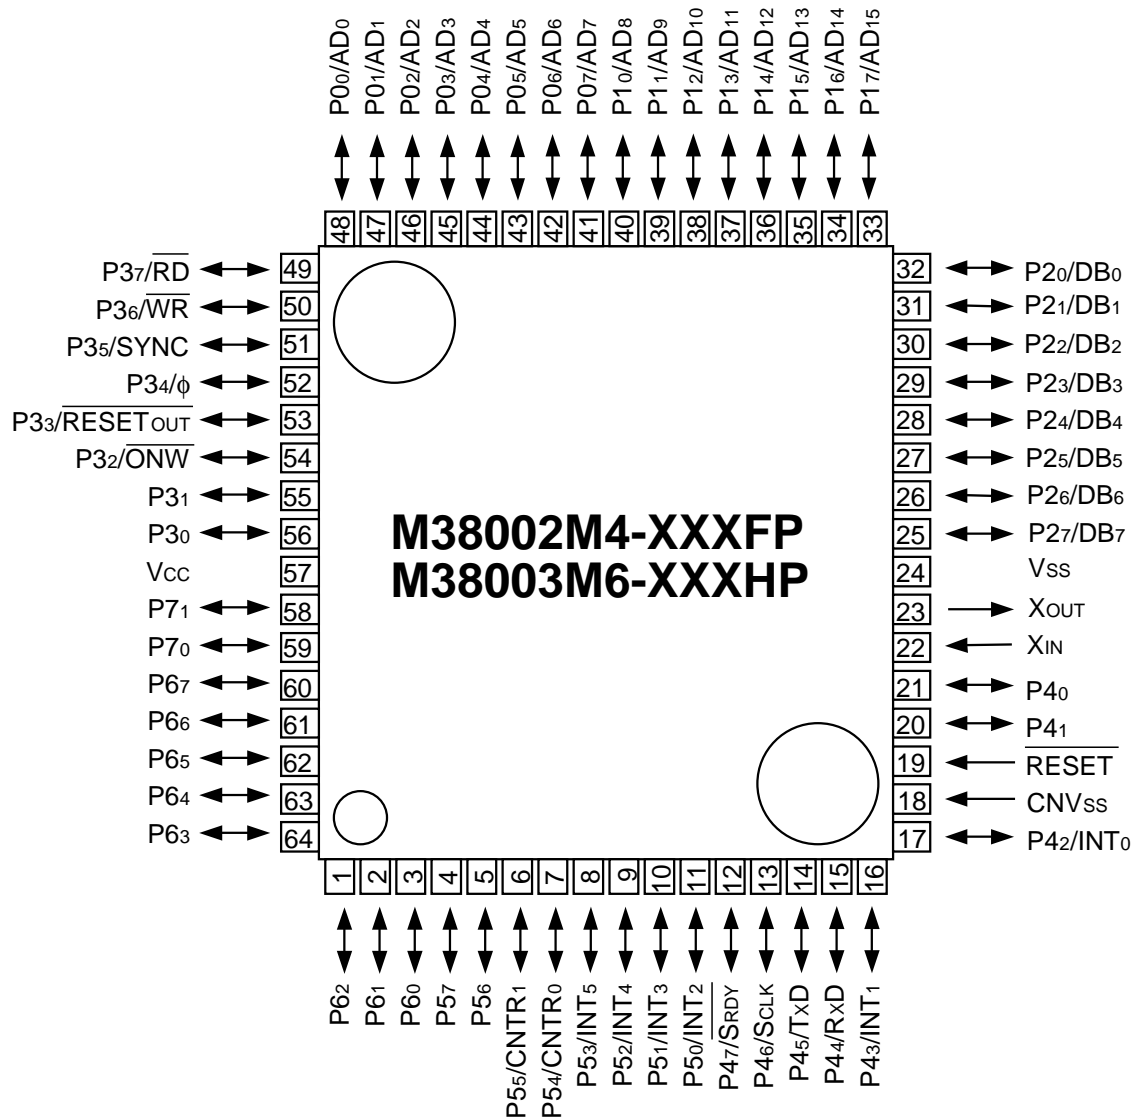 P00/AD0
P01/AD1
P02/AD2
P03/AD3
P04/AD4
P05/AD5
P06/AD6
P07/AD7
P10/AD8
P11/AD9
P12/AD10
P13/AD11
P14/AD12
P15/AD13
P16/AD14
P17/AD15
48
47
46
45
44
43
42
41
40
39
38
37
36
35
34
33
P37/RD 49
P36/WR 50
P35/SYNC 51
P34/ϕ 52
P33/RESETOUT 53
P32/ONW 54
P31 55
P30 56
VCC 57
P71 58
P70 59
P67 60
P66 61
P65 62
P64 63
P63 64
M38002M4-XXXFP
M38003M6-XXXHP
32 P20/DB0
31 P21/DB1
30 P22/DB2
29 P23/DB3
28 P24/DB4
27 P25/DB5
26 P26/DB6
25 P27/DB7
24 VSS
23 XOUT
22 XIN
21 P40
20 P41
19 RESET
18 CNVSS
17 P42/INT0
1
2
3
4
5
6
7
8
9
10
11
12
13
14
15
16
P62
P61
P60
P57
P56
P55/CNTR1
P54/CNTR0
P53/INT5
P52/INT4
P51/INT3
P50/INT2
P47/SRDY
P46/SCLK
P45/TXD
P44/RXD
P43/INT1